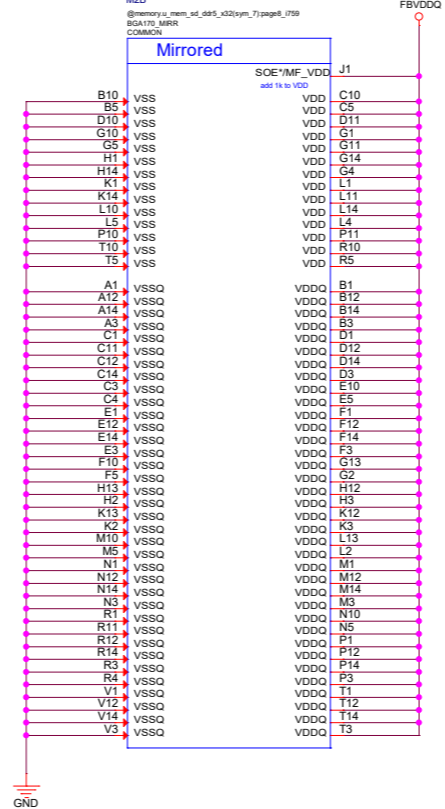 FBVDDQ
@memory.u_mem_sd_ddr5_x32(sym_7):page8_i759
BGA170_MIRR
COMMON
Mirrored
SOE*/MF_VDD J1
add 1k to VDD
B10 VSS VDD C10
B5 VSS VDD C5
D10 VSS VDD D11
G10 VSS VDD G1
G5 VSS VDD G11
H1 VSS VDD G14
H14 VSS VDD G4
K1 VSS VDD L1
K14 VSS VDD L11
L10 VSS VDD L14
L5 VSS VDD L4
P10 VSS VDD P11
T10 VSS VDD R10
T5 VSS VDD R5
A1 VSSQ VDDQ B1
A12 VSSQ VDDQ B12
A14 VSSQ VDDQ B14
A3 VSSQ VDDQ B3
C1 VSSQ VDDQ D1
C11 VSSQ VDDQ D12
C12 VSSQ VDDQ D14
C14 VSSQ VDDQ D3
C3 VSSQ VDDQ E10
C4 VSSQ VDDQ E5
E1 VSSQ VDDQ F1
E12 VSSQ VDDQ F12
E14 VSSQ VDDQ F14
E3 VSSQ VDDQ F3
F10 VSSQ VDDQ G13
F5 VSSQ VDDQ G2
H13 VSSQ VDDQ H12
H2 VSSQ VDDQ H3
K13 VSSQ VDDQ K12
K2 VSSQ VDDQ K3
M10 VSSQ VDDQ L13
M5 VSSQ VDDQ L2
N1 VSSQ VDDQ M1
N12 VSSQ VDDQ M12
N14 VSSQ VDDQ M14
N3 VSSQ VDDQ M3
R1 VSSQ VDDQ N10
R11 VSSQ VDDQ N5
R12 VSSQ VDDQ P1
R14 VSSQ VDDQ P12
R3 VSSQ VDDQ P14
R4 VSSQ VDDQ P3
V1 VSSQ VDDQ T1
V12 VSSQ VDDQ T12
V14 VSSQ VDDQ T14
V3 VSSQ VDDQ T3
GND